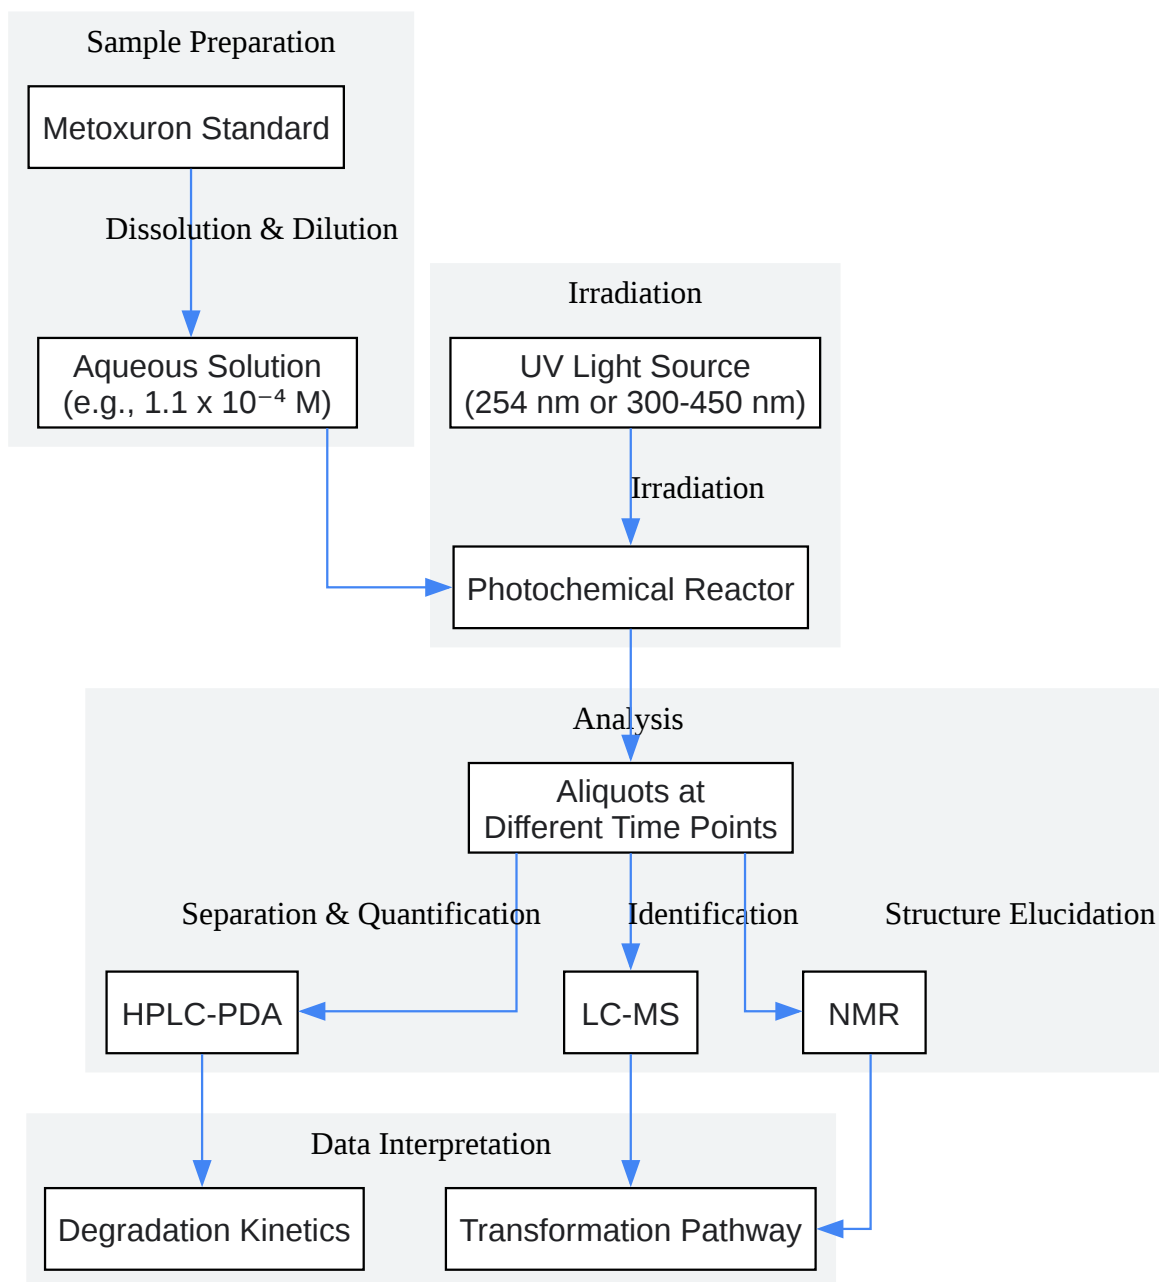 Sample Preparation
Metoxuron Standard
Dissolution & Dilution
Aqueous Solution
(e.g., 1.1 x 10⁻⁴ M)
Irradiation
UV Light Source
(254 nm or 300-450 nm)
Irradiation
Photochemical Reactor
Analysis
Aliquots at
Different Time Points
Separation & Quantification
Identification
Structure Elucidation
HPLC-PDA
LC-MS
NMR
Data Interpretation
Degradation Kinetics
Transformation Pathway